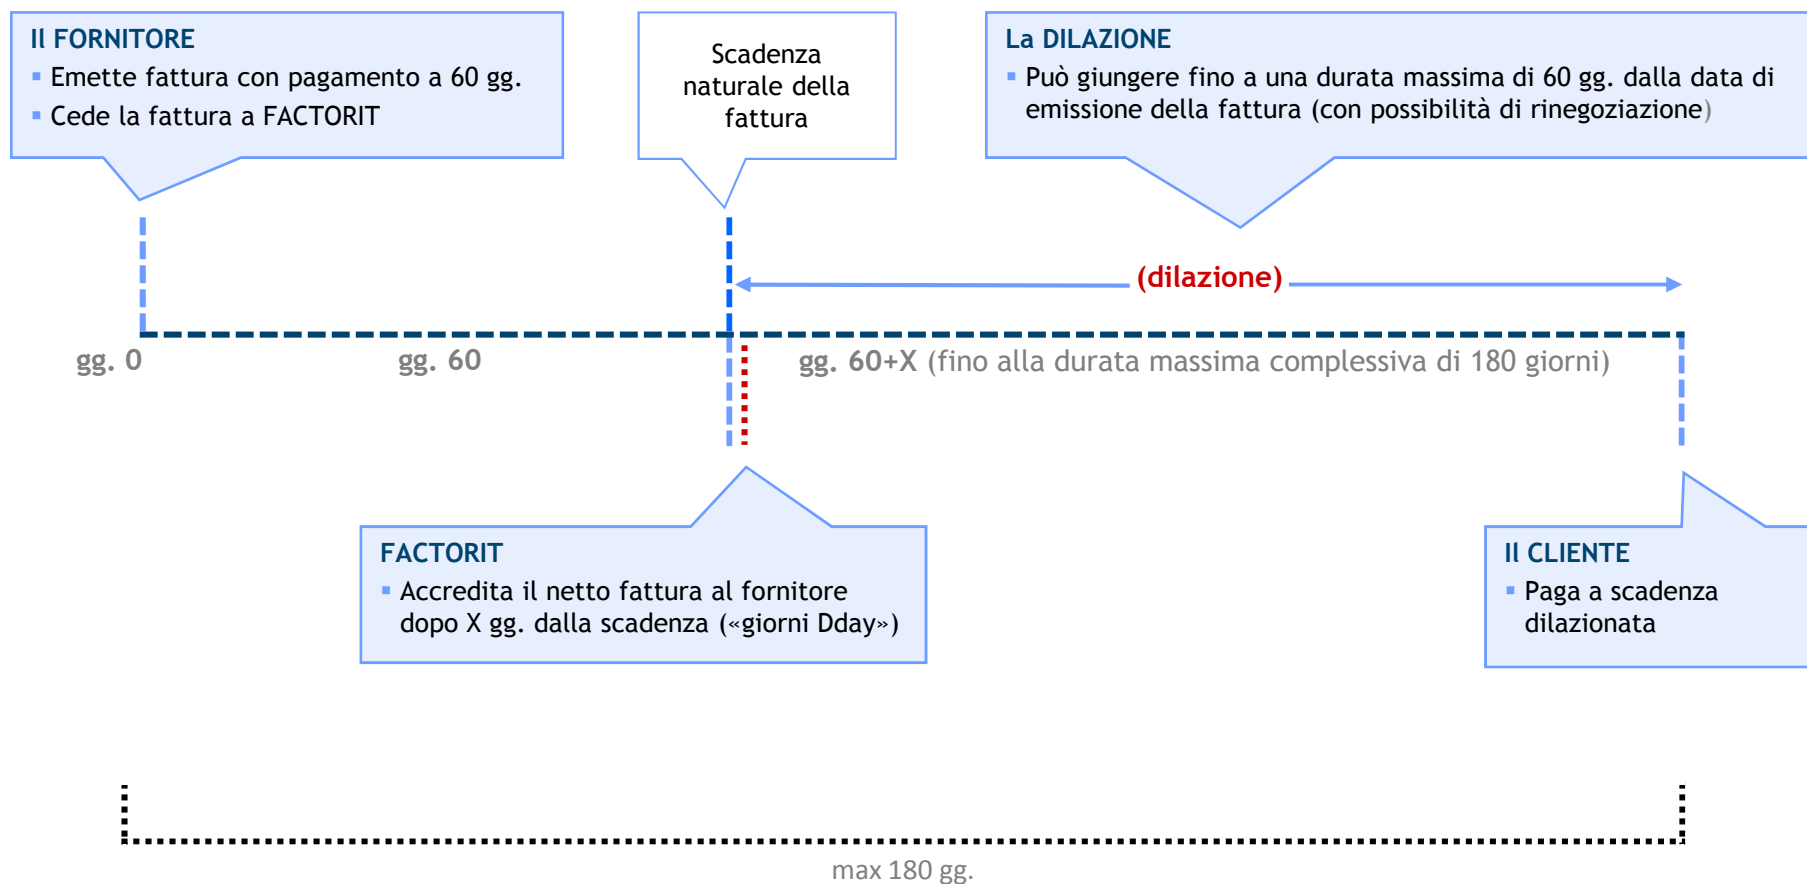 Il FORNITORE
▪ Emette fattura con pagamento a 60 gg.
▪ Cede la fattura a FACTORIT
Scadenza
naturale della
fattura
La DILAZIONE
▪ Può giungere fino a una durata massima di 60 gg. dalla data di
emissione della fattura (con possibilità di rinegoziazione)
(dilazione)
gg. 0
gg. 60
gg. 60+X (fino alla durata massima complessiva di 180 giorni)
FACTORIT
▪ Accredita il netto fattura al fornitore
dopo X gg. dalla scadenza («giorni Dday»)
Il CLIENTE
▪ Paga a scadenza
dilazionata
max 180 gg.